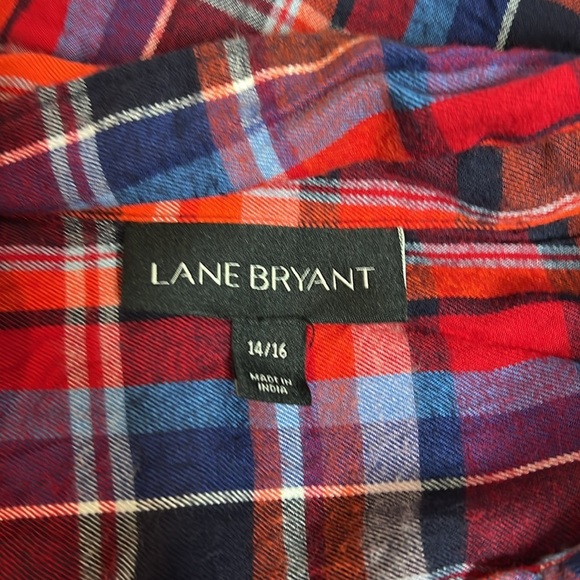 LANE BRYANT
14/16
MADE IN
INDIA